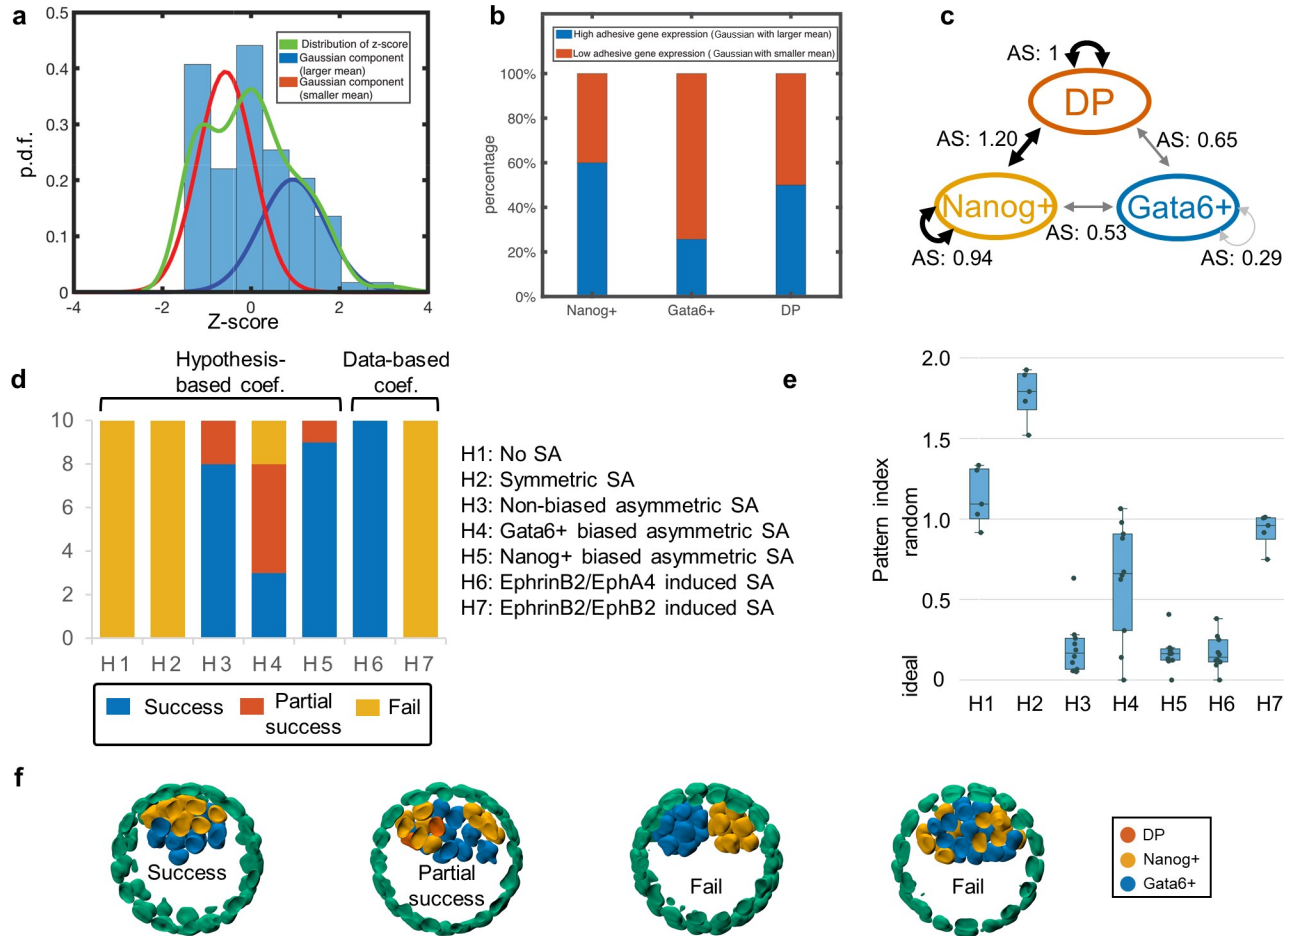 a
0.5
0.4
0.3
0.2
0.1
0
p.d.f.
-4
-2
0
2
4
Z-score
Distribution of z-score
Gaussian component
(larger mean)
Gaussian component
(smaller mean)
b
High adhesive gene expression (Gaussian with larger mean)
Low adhesive gene expression ( Gaussian with smaller mean)
100%
80%
60%
40%
20%
0%
percentage
Nanog+
Gata6+
DP
c
AS: 1
DP
AS: 1.20
AS: 0.65
Nanog+
Gata6+
AS: 0.53
AS: 0.94
AS: 0.29
d
Hypothesis-
based coef.
Data-based
coef.
10
8
6
4
2
0
H1
H2
H3
H4
H5
H6
H7
Success
Partial
success
Fail
H1: No SA
H2: Symmetric SA
H3: Non-biased asymmetric SA
H4: Gata6+ biased asymmetric SA
H5: Nanog+ biased asymmetric SA
H6: EphrinB2/EphA4 induced SA
H7: EphrinB2/EphB2 induced SA
e
2.0
1.5
1.0
0.5
0
Pattern index
random
ideal
H1
H2
H3
H4
H5
H6
H7
f
Success
Partial
success
Fail
Fail
DP
Nanog+
Gata6+